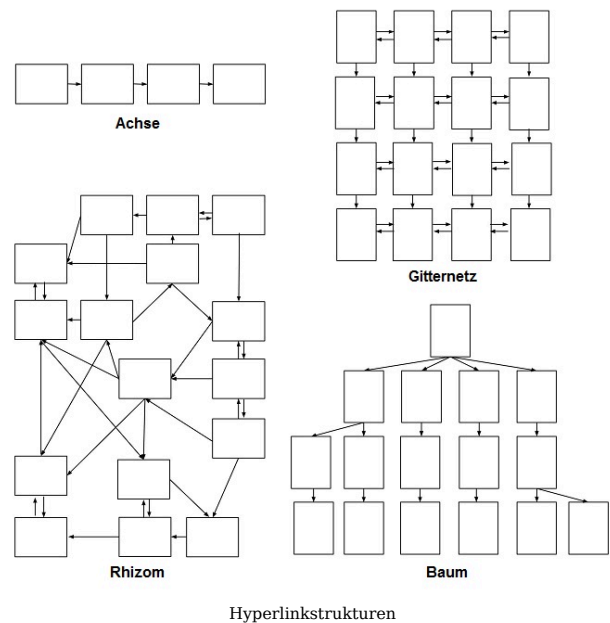 Achse
Gitternetz
Rhizom
Baum
Hyperlinkstrukturen